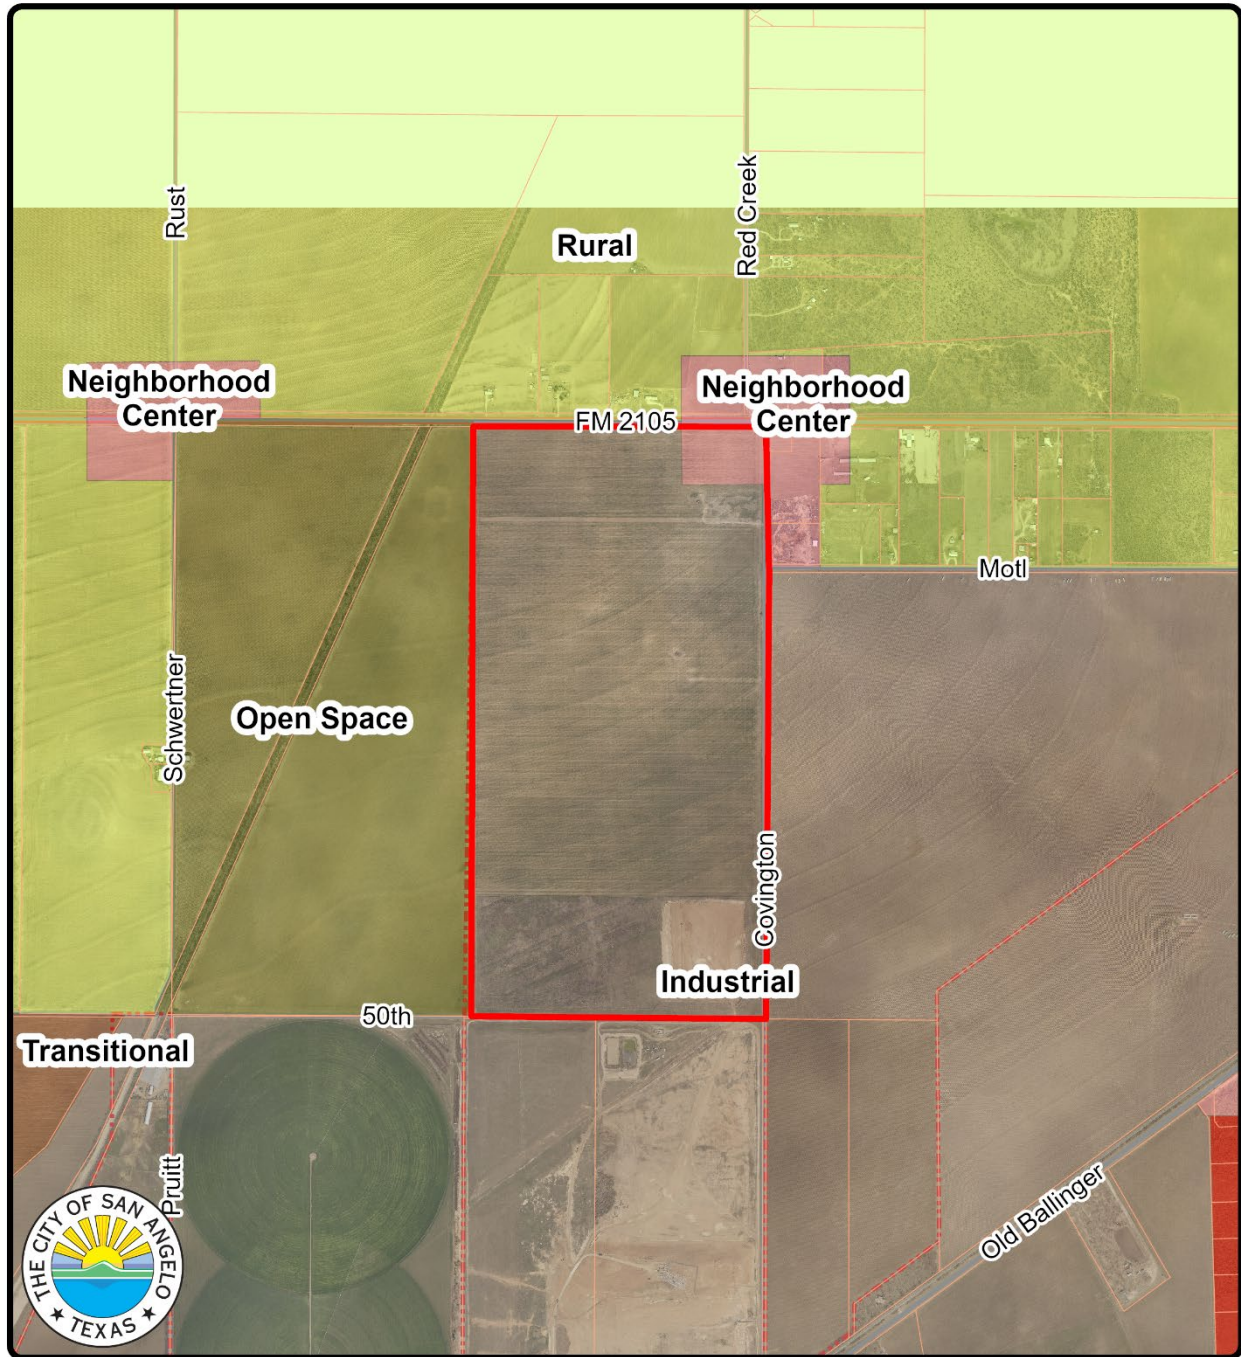 Rust
Red Creek
Rural
Neighborhood
Center
Neighborhood
Center
FM 2105
Motl
Schwertner
Open Space
Covington
Industrial
50th
Transitional
Pruitt
Old Ballinger
THE CITY OF SAN ANGELO
TEXAS